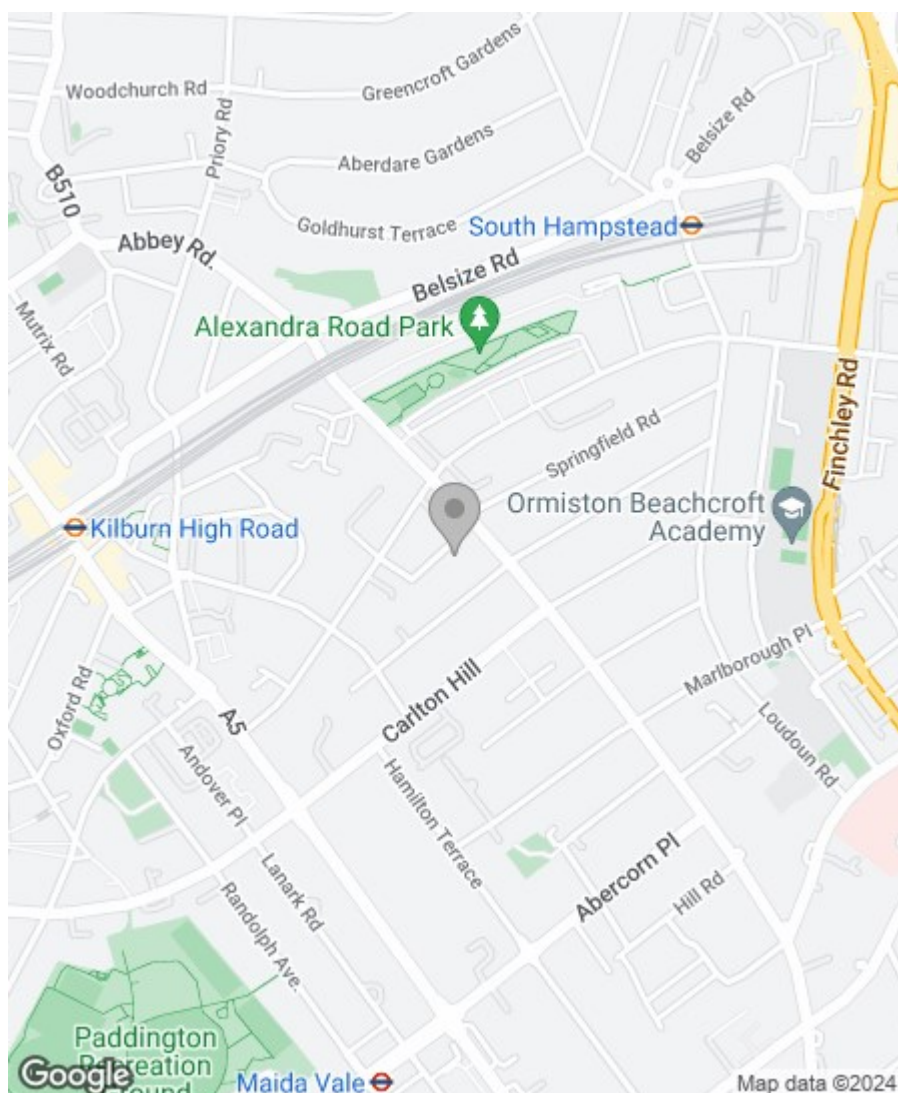 Greencroft Gardens
Woodchurch Rd
Priory Rd
Belsize Rd
Aberdare Gardens
B510
Goldhurst Terrace
South Hampstead
Abbey Rd.
Belsize Rd
Mutrix Rd
Alexandra Road Park
Finchley Rd
Springfield Rd
Ormiston Beachcroft
Academy
Kilburn High Road
Marlborough Pl
Oxford Rd
Carlton Hill
A5
Loudoun Rd
Andover Pl
Hamilton Terrace
Lanark Rd
Abercorn Pl
Hill Rd
Randolph Ave.
Paddington
Recreation
Ground
Google
Maida Vale
Map data ©2024